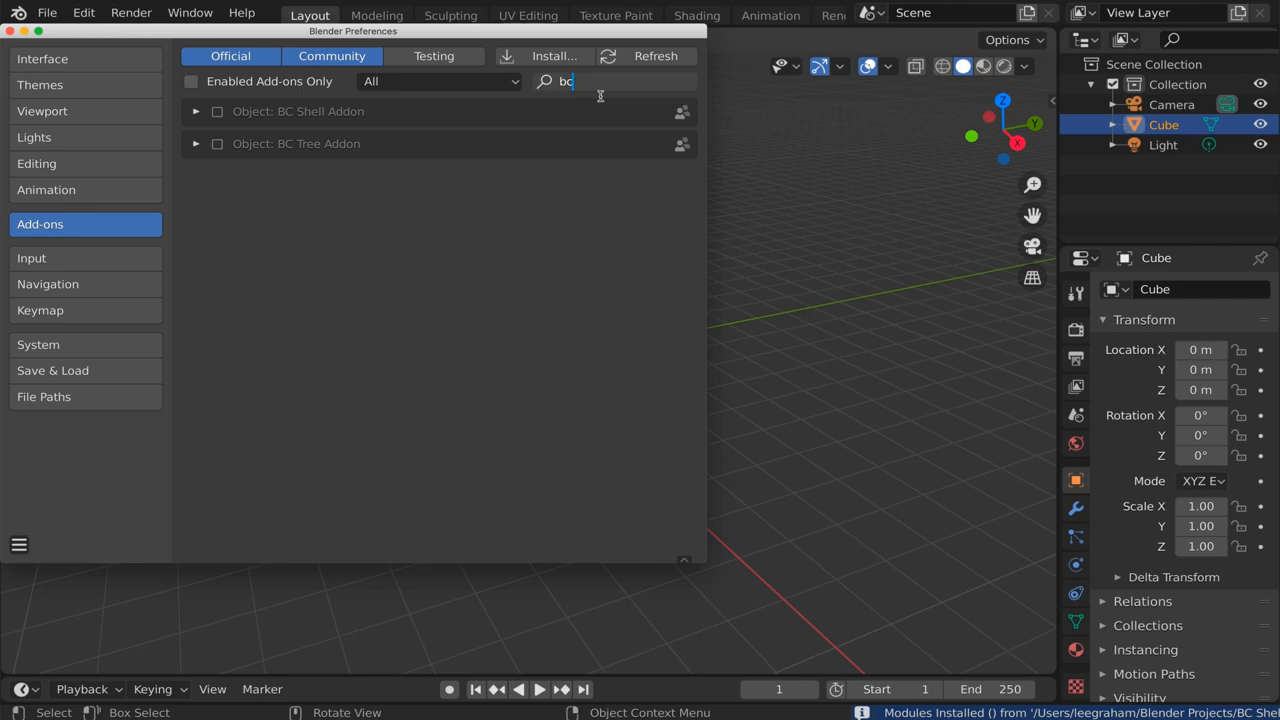 File Edit Render Window Help Layout Modeling Sculpting UV Editing Texture Paint Shading Animation Scene View Layer
Blender Preferences
Options
Interface
Themes
Viewport
Lights
Editing
Animation
Add-ons
Input
Navigation
Keymap
System
Save & Load
File Paths
Official Community Testing Install... Refresh
Enabled Add-ons Only All bc
Object: BC Shell Addon
Object: BC Tree Addon
Z
Y
X
Scene Collection
Collection
Camera
Cube
Light
Cube
Cube
Transform
Location X 0 m
Y 0 m
Z 0 m
Rotation X 0°
Y 0°
Z 0°
Mode XYZ E
Scale X 1.00
Y 1.00
Z 1.00
Delta Transform
Relations
Collections
Instancing
Motion Paths
Visibility
Playback Keying View Marker 1 Start 1 End 250
Select Box Select Rotate View Object Context Menu Modules Installed () from '/Users/leegraham/Blender Projects/BC She